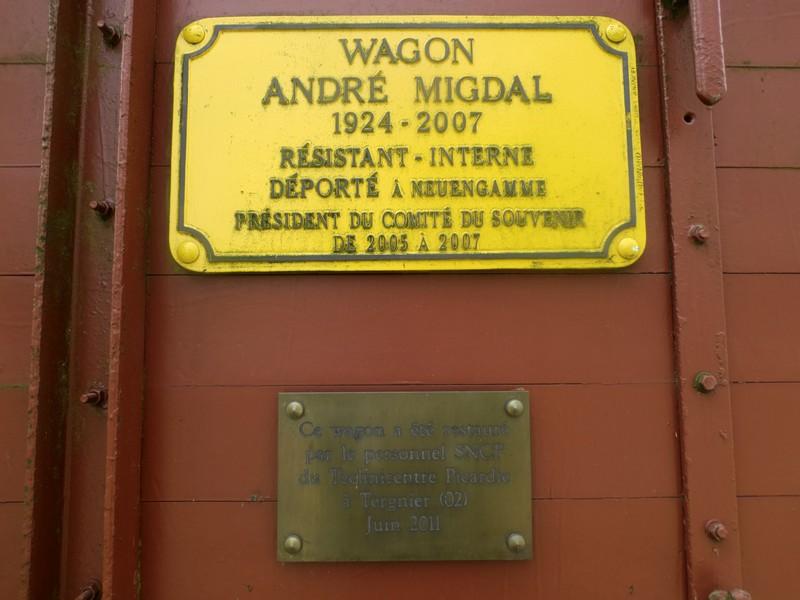 WAGON
ANDRÉ MIGDAL
1924-2007
RÉSISTANT-INTERNE
DÉPORTÉ À NEUENGAMME
PRÉSIDENT DU COMITÉ DU SOUVENIR
DE 2005 À 2007
Ce wagon a été restauré
par le personnel SNCF
du Technicentre Picardie
à Tergnier (02)
Juin 2011